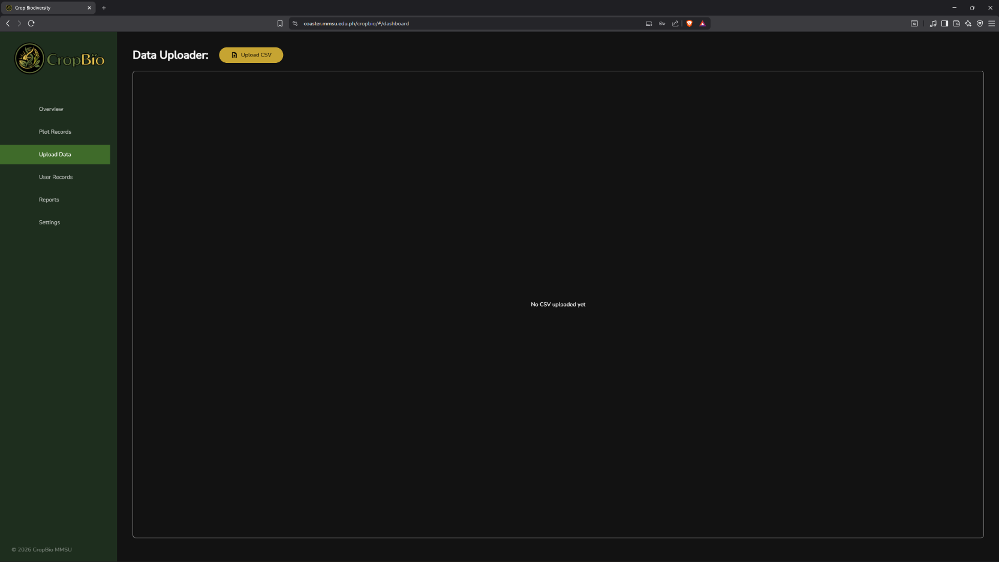 Crop Biodiversity
coaster.mmsu.edu.ph/cropbio/#/dashboard
CropBio
Data Uploader:
Upload CSV
Overview
Plot Records
Upload Data
User Records
Reports
Settings
No CSV uploaded yet
© 2026 CropBio MMSU